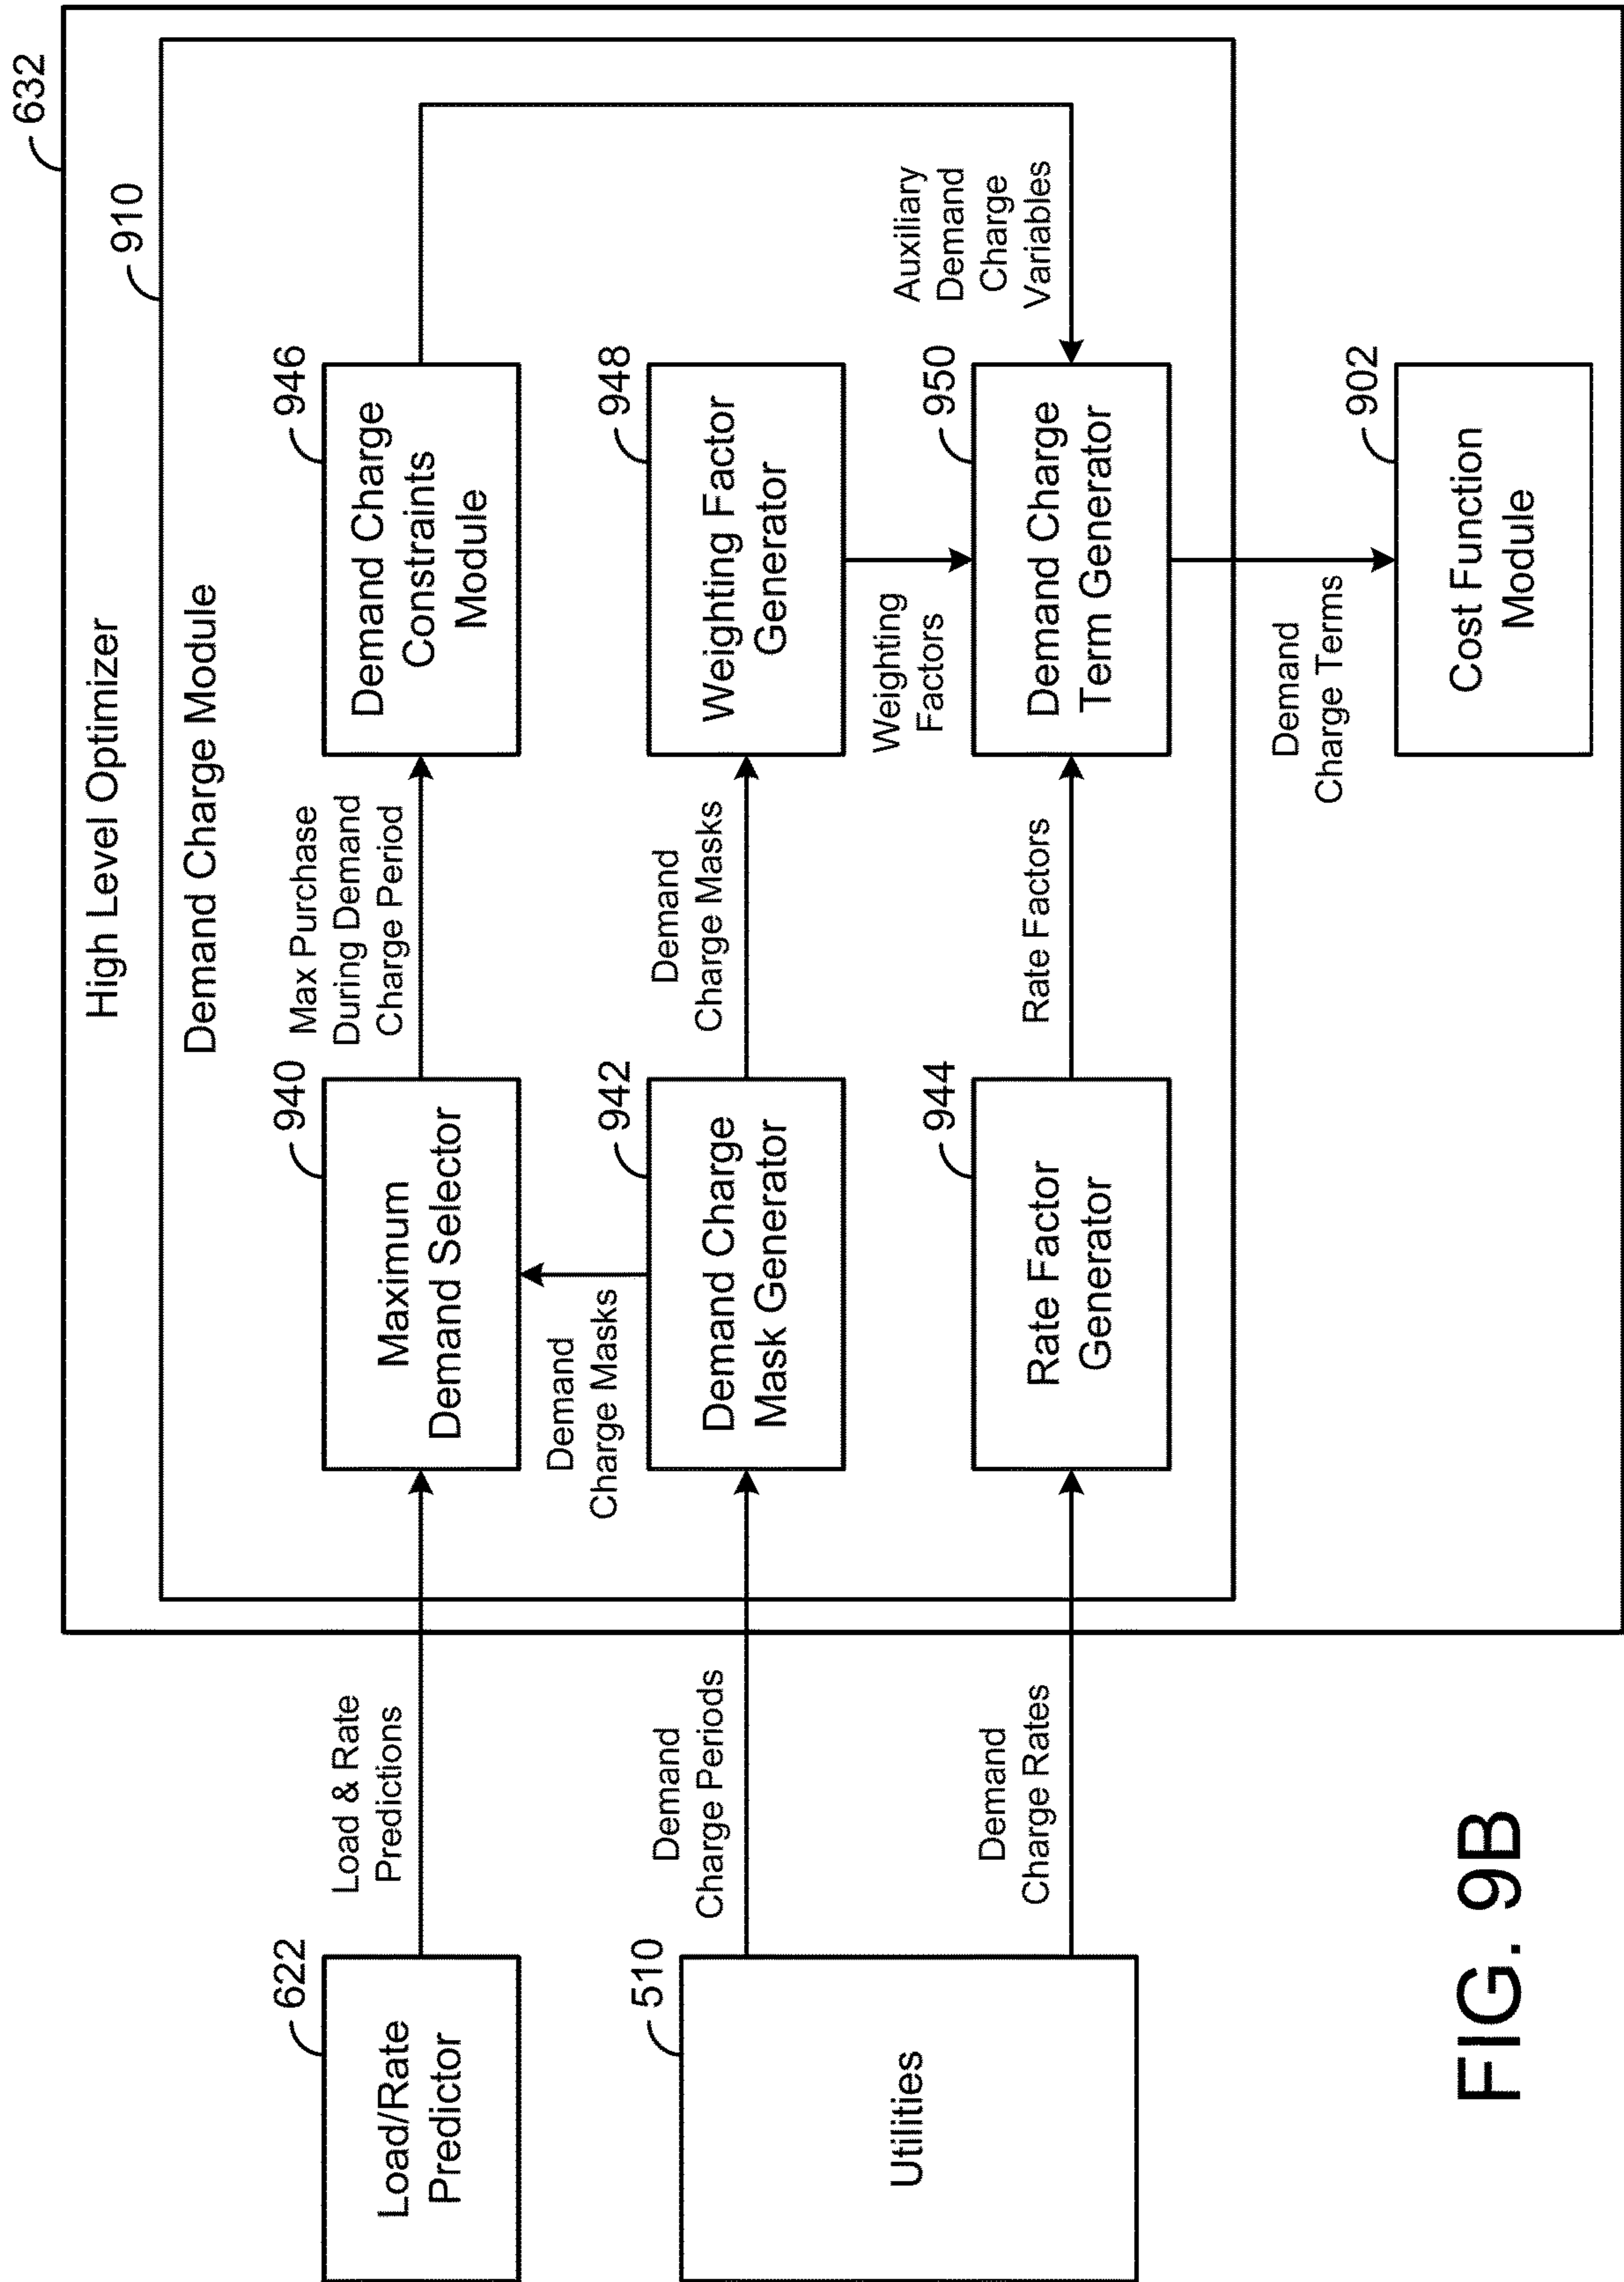 632
High Level Optimizer
910
Demand Charge Module
622
Load/Rate
Predictor
Load & Rate
Predictions
940
Maximum
Demand Selector
Max Purchase
During Demand
Charge Period
946
Demand Charge
Constraints
Module
Demand
Charge Masks
510
Utilities
Demand
Charge Periods
942
Demand Charge
Mask Generator
Demand
Charge Masks
948
Weighting Factor
Generator
Weighting
Factors
Auxiliary
Demand
Charge
Variables
Demand
Charge Rates
944
Rate Factor
Generator
Rate Factors
950
Demand Charge
Term Generator
Demand
Charge Terms
902
Cost Function
Module
FIG. 9B